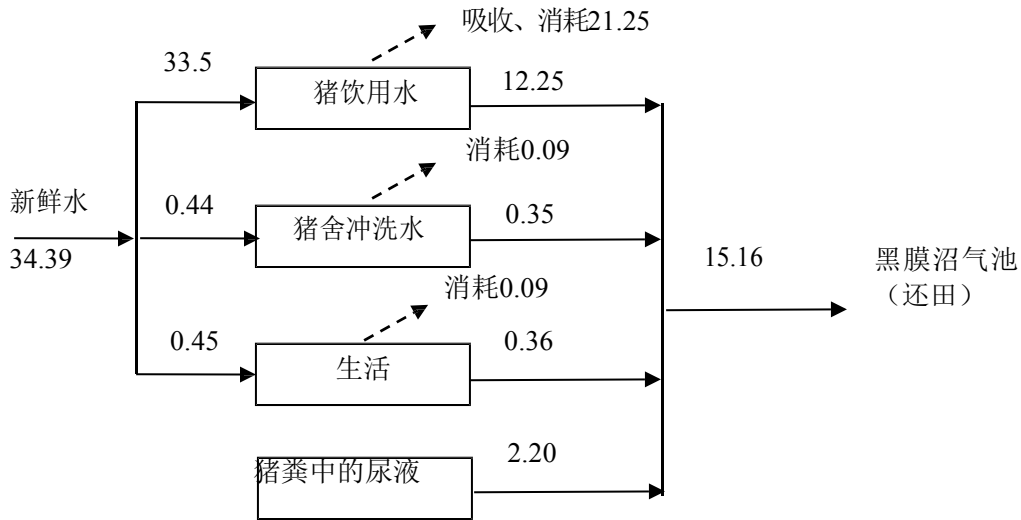 吸收、消耗21.25
33.5
猪饮用水
12.25
消耗0.09
新鲜水
34.39
0.44
猪舍冲洗水
0.35
15.16
黑膜沼气池
（还田）
消耗0.09
0.45
生活
0.36
猪粪中的尿液
2.20